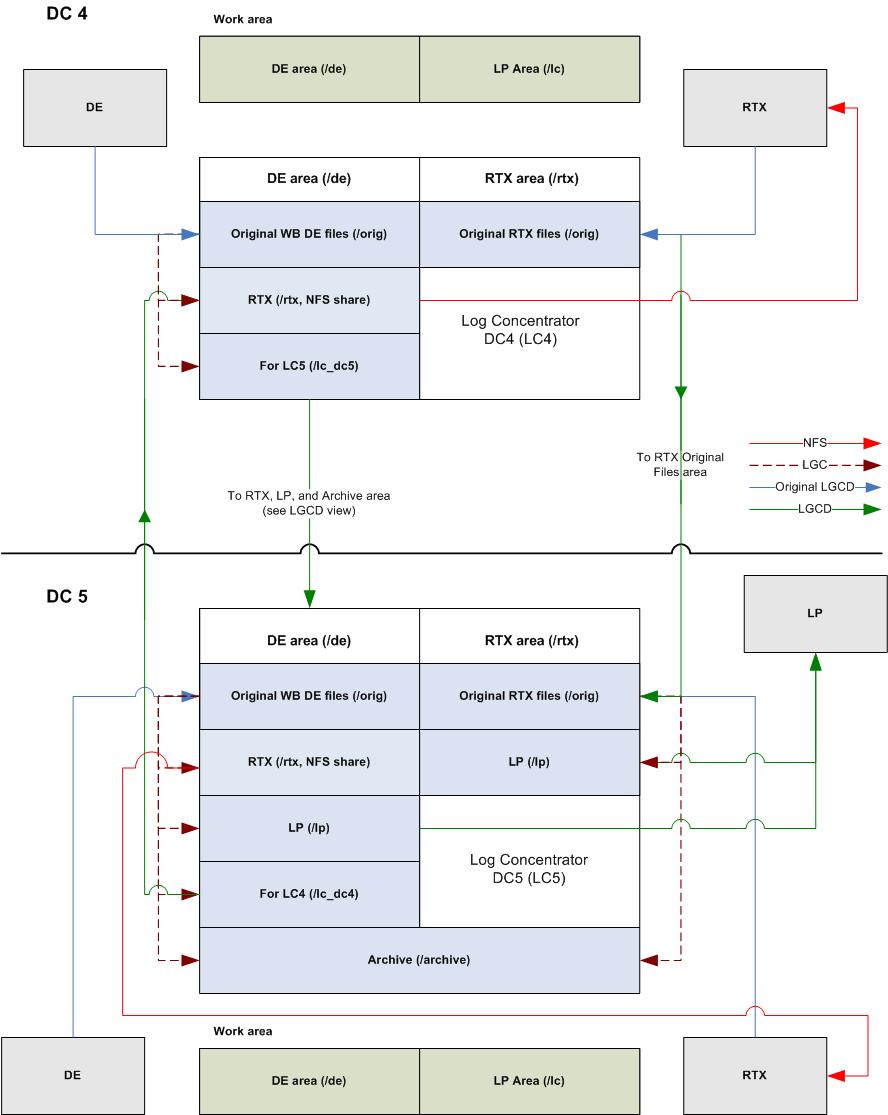 DC 4
Work area
DE area (/de)
LP Area (/lc)
DE
RTX
DE area (/de)
RTX area (/rtx)
Original WB DE files (/orig)
Original RTX files (/orig)
RTX (/rtx, NFS share)
Log Concentrator
DC4 (LC4)
For LC5 (/lc_dc5)
To RTX Original
Files area
NFS
LGC
Original LGCD
LGCD
To RTX, LP, and Archive area
(see LGCD view)
DC 5
LP
DE area (/de)
RTX area (/rtx)
Original WB DE files (/orig)
Original RTX files (/orig)
RTX (/rtx, NFS share)
LP (/lp)
LP (/lp)
Log Concentrator
DC5 (LC5)
For LC4 (/lc_dc4)
Archive (/archive)
Work area
DE
DE area (/de)
LP Area (/lc)
RTX